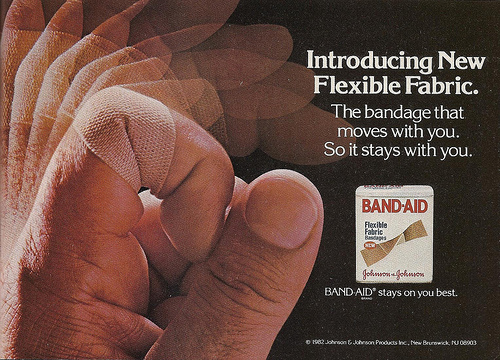 Introducing New
Flexible Fabric.
The bandage that
moves with you.
So it stays with you.
BAND-AID
Flexible
Fabric
Bandages
NEW
Johnson & Johnson
BAND-AID® stays on you best.
BRAND
© 1982 Johnson & Johnson Products Inc., New Brunswick, NJ 08903